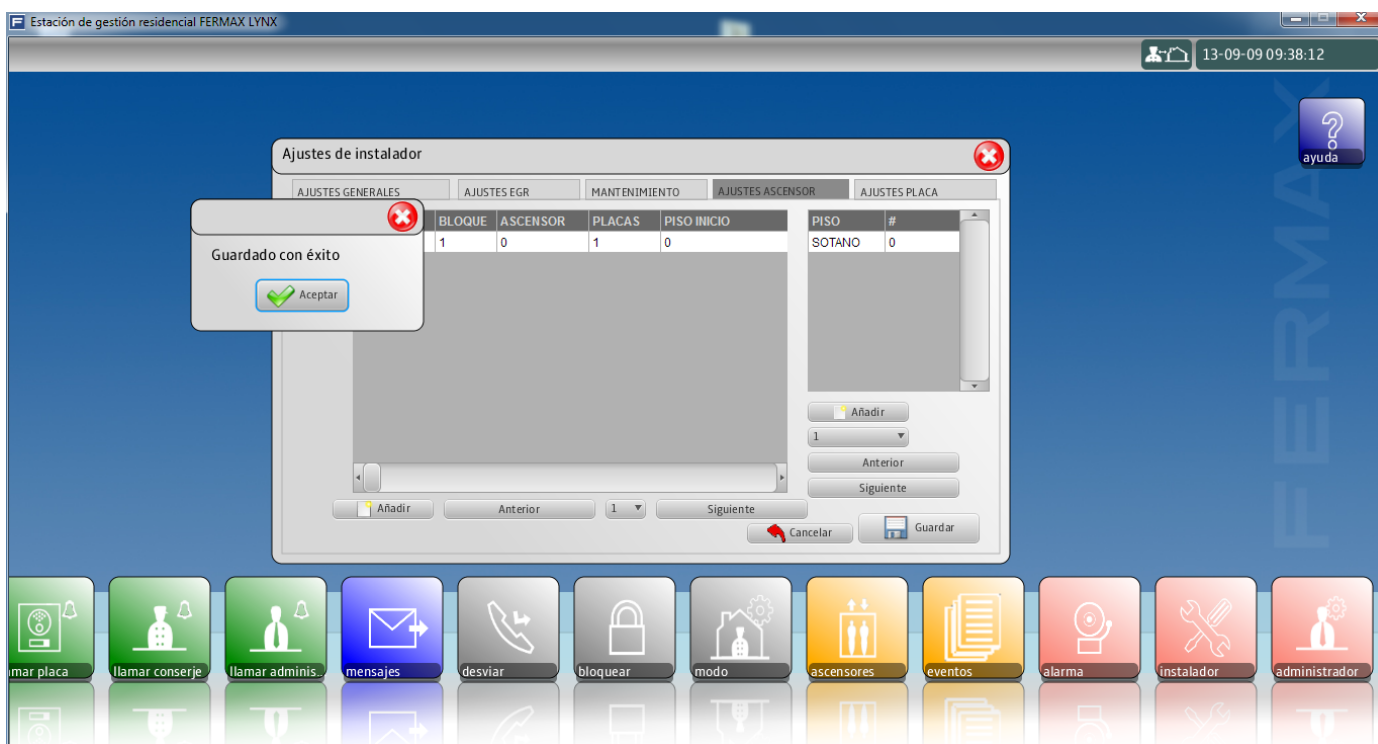 Estación de gestión residencial FERMAX LYNX
13-09-09 09:38:12
ayuda
FERMAX
Ajustes de instalador
AJUSTES GENERALES AJUSTES EGR MANTENIMIENTO AJUSTES ASCENSOR AJUSTES PLACA
BLOQUE ASCENSOR PLACAS PISO INICIO PISO #
1 0 1 0 SOTANO 0
Guardado con éxito
Aceptar
Añadir
1
Anterior
Siguiente
Añadir Anterior 1 Siguiente
Cancelar Guardar
mar placa llamar conserje llamar adminis.. mensajes desviar bloquear modo ascensores eventos alarma instalador administrador